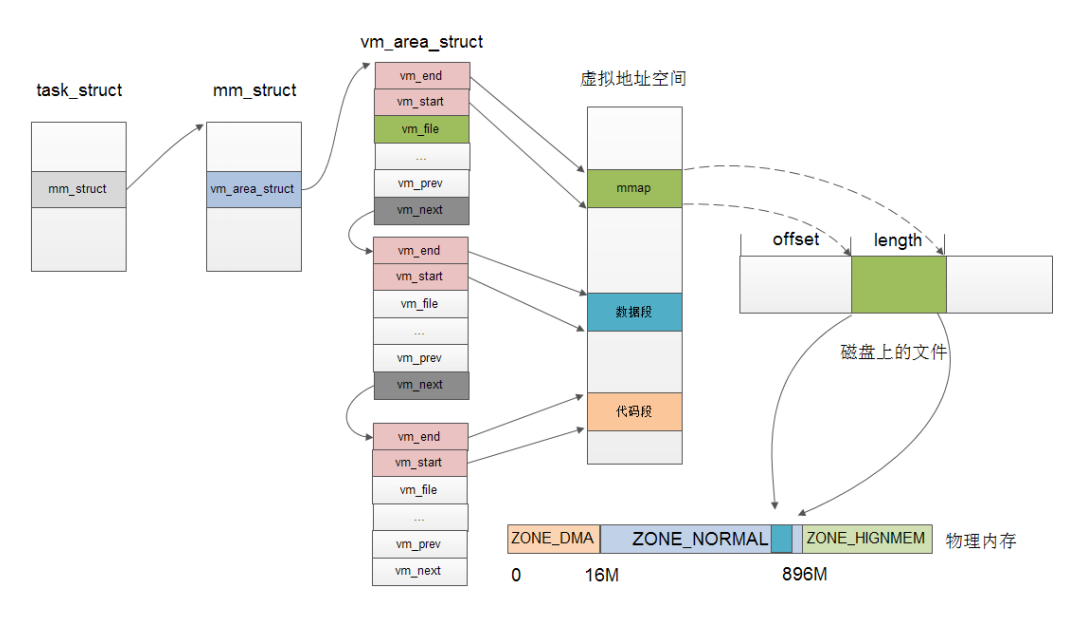 vm_area_struct
task_struct
mm_struct
虚拟地址空间
mm_struct
vm_area_struct
vm_end
vm_start
vm_file
...
vm_prev
vm_next
vm_end
vm_start
vm_file
...
vm_prev
vm_next
vm_end
vm_start
vm_file
...
vm_prev
vm_next
mmap
数据段
代码段
offset
length
磁盘上的文件
ZONE_DMA
ZONE_NORMAL
ZONE_HIGNMEM
物理内存
0
16M
896M